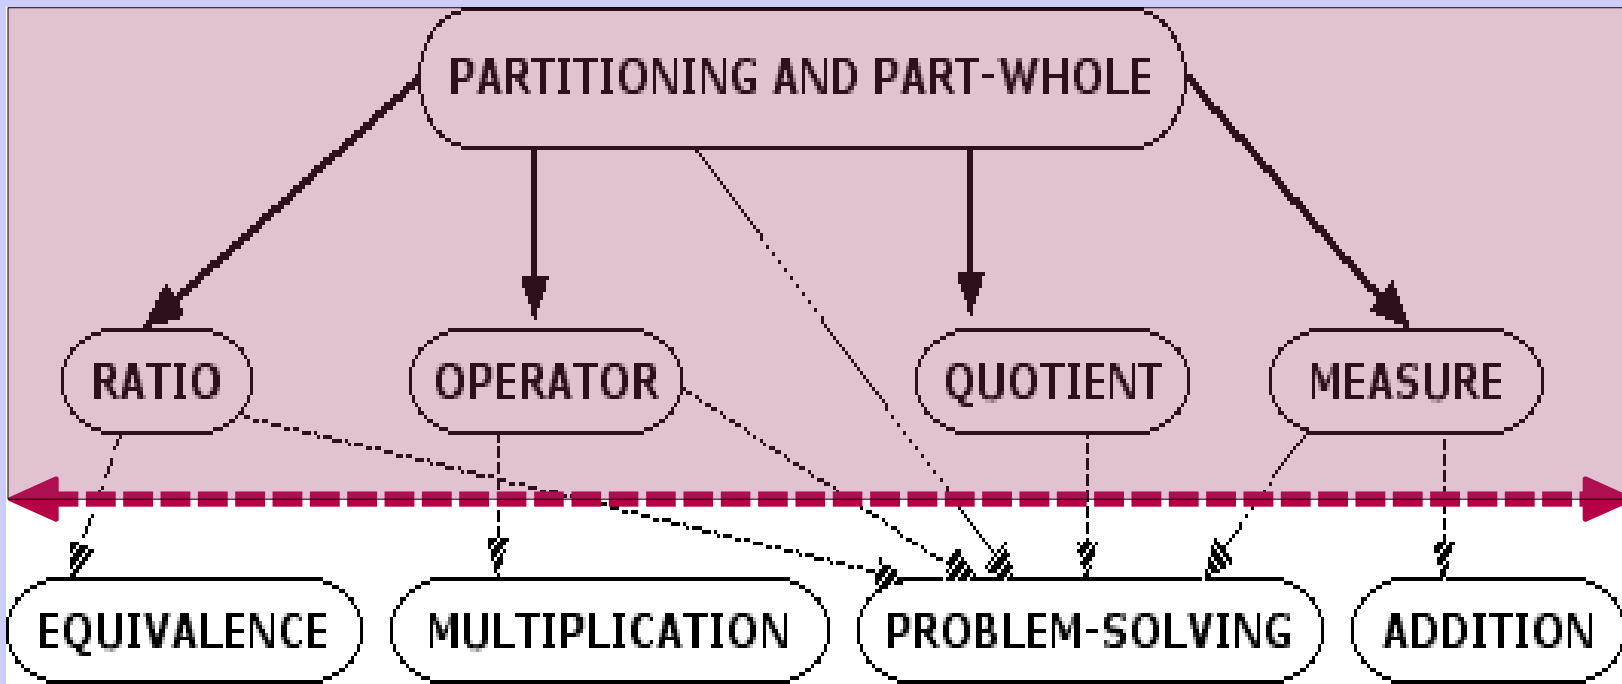 PARTITIONING AND PART-WHOLE
RATIO
OPERATOR
QUOTIENT
MEASURE
EQUIVALENCE
MULTIPLICATION
PROBLEM-SOLVING
ADDITION